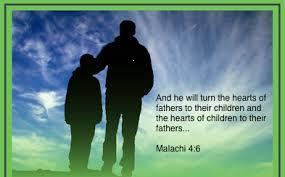 And he will turn the hearts of
fathers to their children and
the hearts of children to their
fathers...
Malachi 4:6